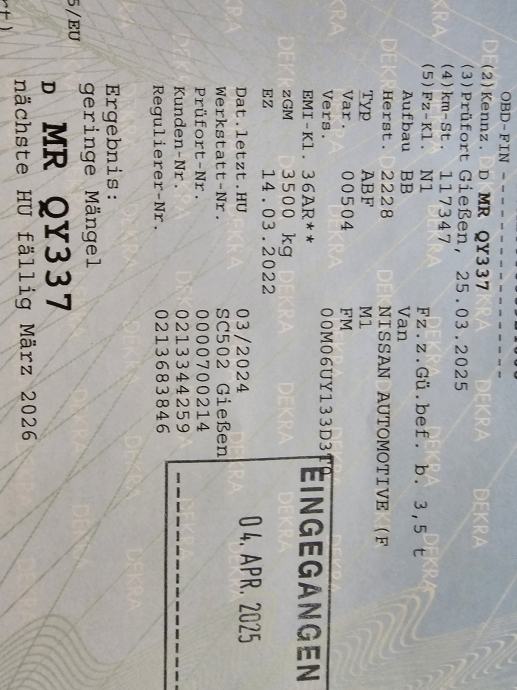 OBD-PIN
(2)Kennz. D MR QY337
(3)Prüfort Gießen, 25.03.2025
(4)km-St. 117347
(5)Fz-Kl N1 Fz.z.Gü.bef. b. 3,5 t
Aufbau BB Van
Herst. 2228 NISSAN AUTOMOTIVE (F
Typ ABF M1
Var. 00504 FM
Vers. 00M06UY133D3
EMI-Kl. 36AR**
zGM 3500 kg
EZ 14.03.2022
Dat.letzt.HU 03/2024
Werkstatt-Nr. SC502 Gießen
Prüfort-Nr. 0000700214
Kunden-Nr. 0213344259
Regulierer-Nr. 0213683846
EINGEGANGEN
04. APR. 2025
5/EU
Ergebnis:
geringe Mängel
D MR QY337
nächste HU fällig März 2026